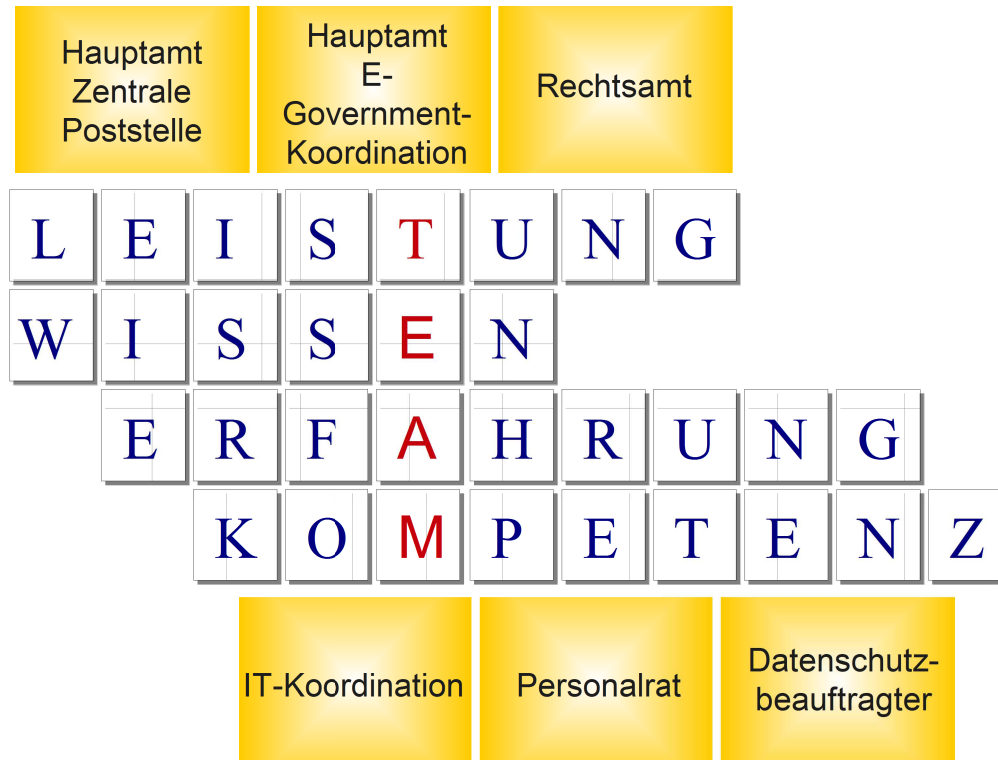 Hauptamt
Zentrale
Poststelle
Hauptamt
E-
Government-
Koordination
Rechtsamt
LEISTUNG
WISSEN
ERFAHRUNG
KOMPETENZ
IT-Koordination
Personalrat
Datenschutz-
beauftragter